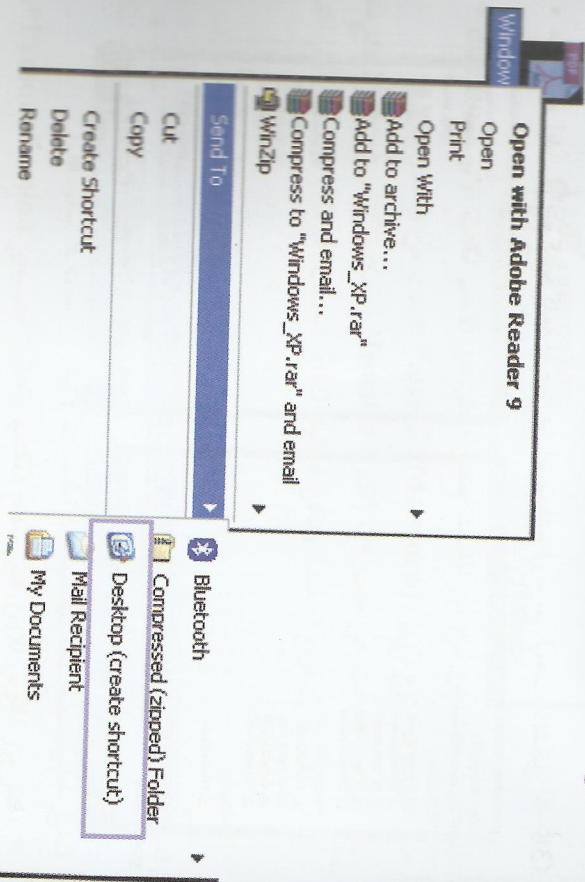 PDF
Window
Open with Adobe Reader 9
Open
Print
Open With
Add to archive...
Add to "Windows_XP.rar"
Compress and email...
Compress to "Windows_XP.rar" and email
WinZip
Send To
Cut
Copy
Create Shortcut
Delete
Rename
Bluetooth
Compressed (zipped) Folder
Desktop (create shortcut)
Mail Recipient
My Documents